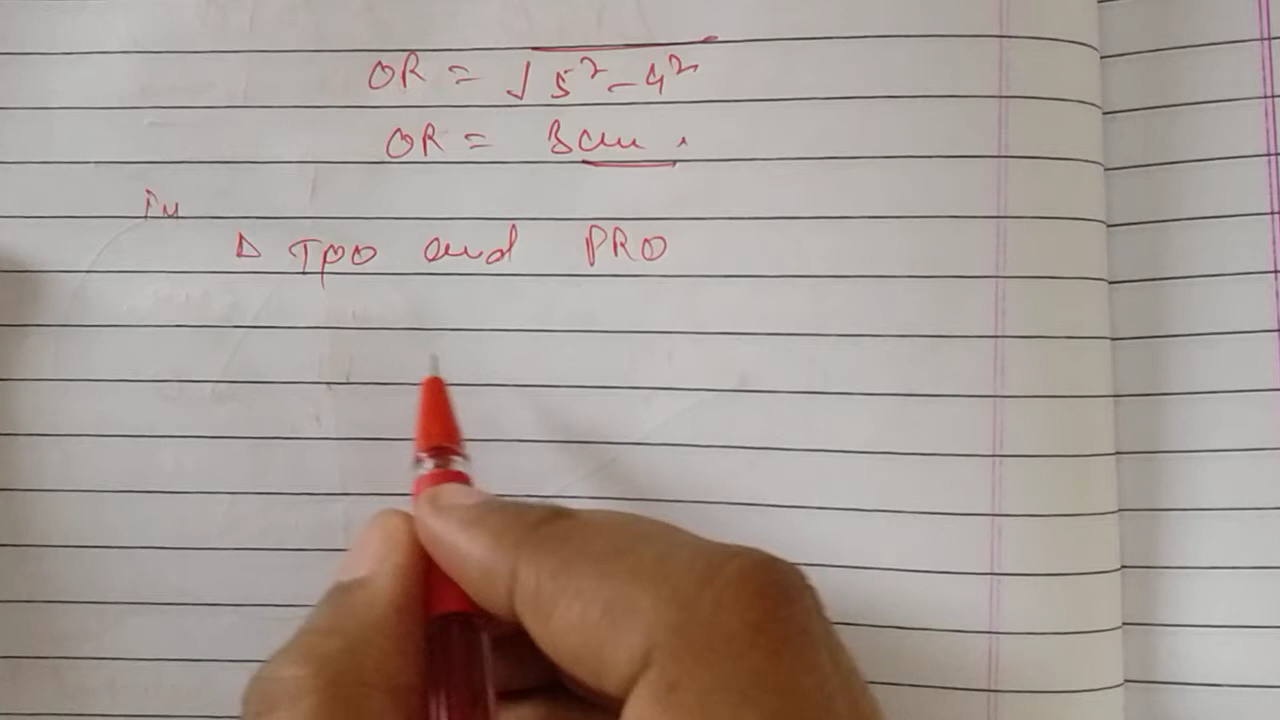 OR = √5²-4²
OR = 3cm.
In
Δ TPO and PRO